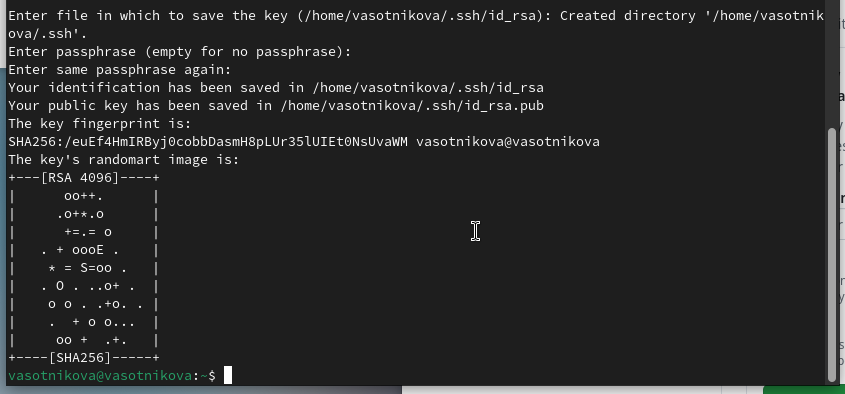 Enter file in which to save the key (/home/vasotnikova/.ssh/id_rsa): Created directory '/home/vasotnik
ova/.ssh'.
Enter passphrase (empty for no passphrase):
Enter same passphrase again:
Your identification has been saved in /home/vasotnikova/.ssh/id_rsa
Your public key has been saved in /home/vasotnikova/.ssh/id_rsa.pub
The key fingerprint is:
SHA256:/euEf4HmIRByj0cobbDasmH8pLUr35lUIEt0NsUvaWM vasotnikova@vasotnikova
The key's randomart image is:
+---[RSA 4096]----+
|      oo++.      |
|     .o+*.o      |
|      +=.= o     |
|   . + oooE .    |
|    * = S=oo .   |
|   . O . ..o+ .  |
|    o o . .+o. . |
|    .  + o o...  |
|     oo +  .+.   |
+----[SHA256]-----+
vasotnikova@vasotnikova:~$